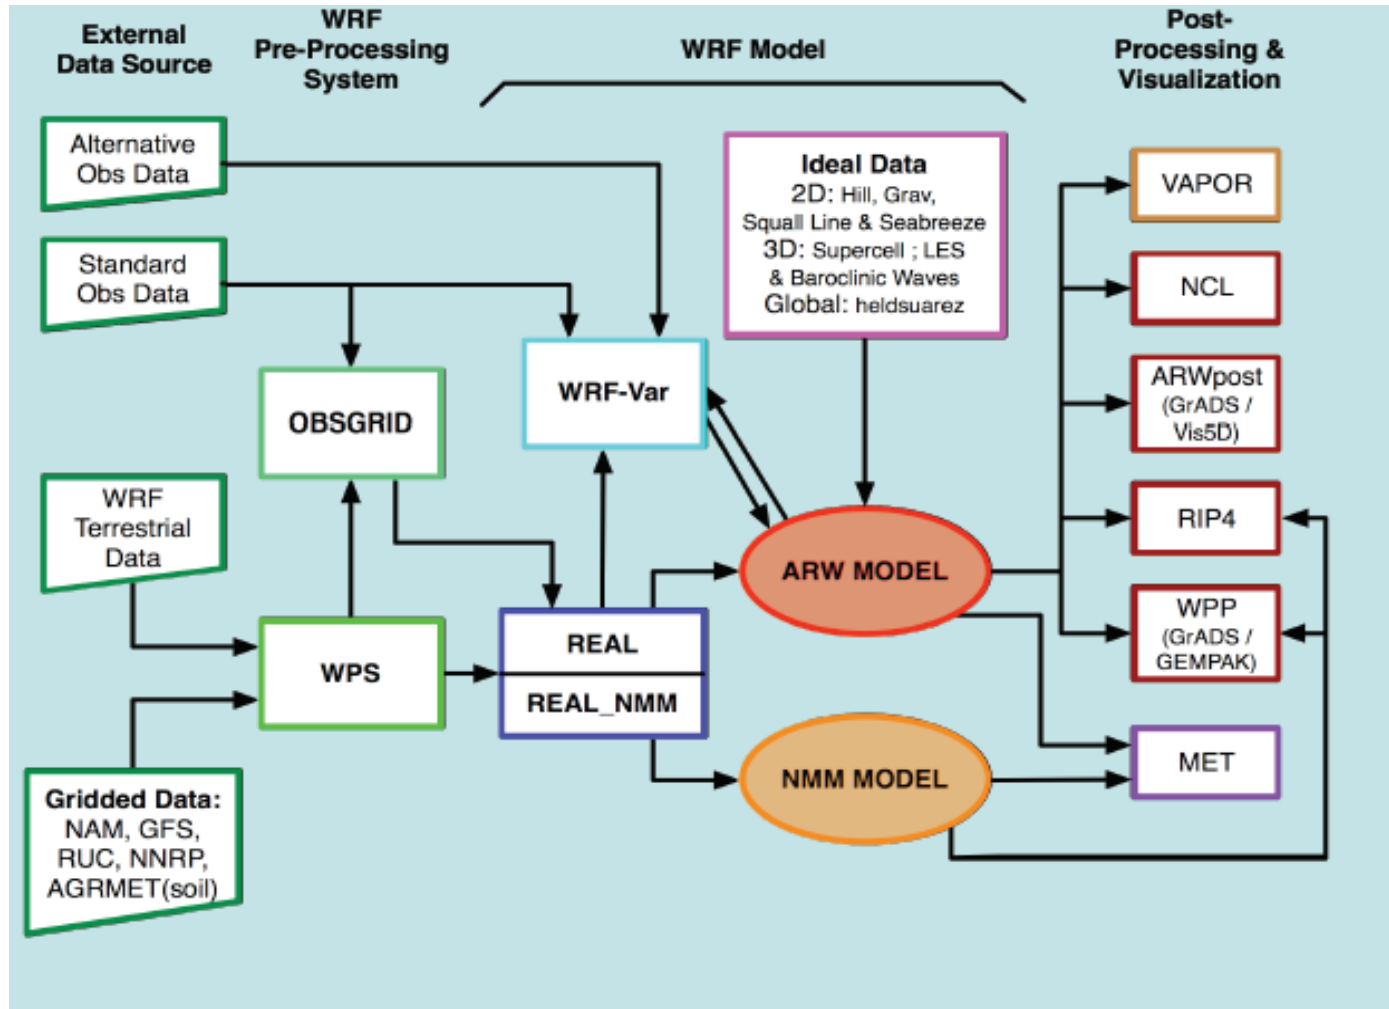 External
Data Source
WRF
Pre-Processing
System
WRF Model
Post-
Processing &
Visualization
Alternative
Obs Data
Standard
Obs Data
WRF
Terrestrial
Data
Gridded Data:
NAM, GFS,
RUC, NNRP,
AGRMET(soil)
OBSGRID
WPS
WRF-Var
REAL
REAL_NMM
Ideal Data
2D: Hill, Grav,
Squall Line & Seabreeze
3D: Supercell ; LES
& Baroclinic Waves
Global: heldsuarez
ARW MODEL
NMM MODEL
VAPOR
NCL
ARWpost
(GrADS /
Vis5D)
RIP4
WPP
(GrADS /
GEMPAK)
MET